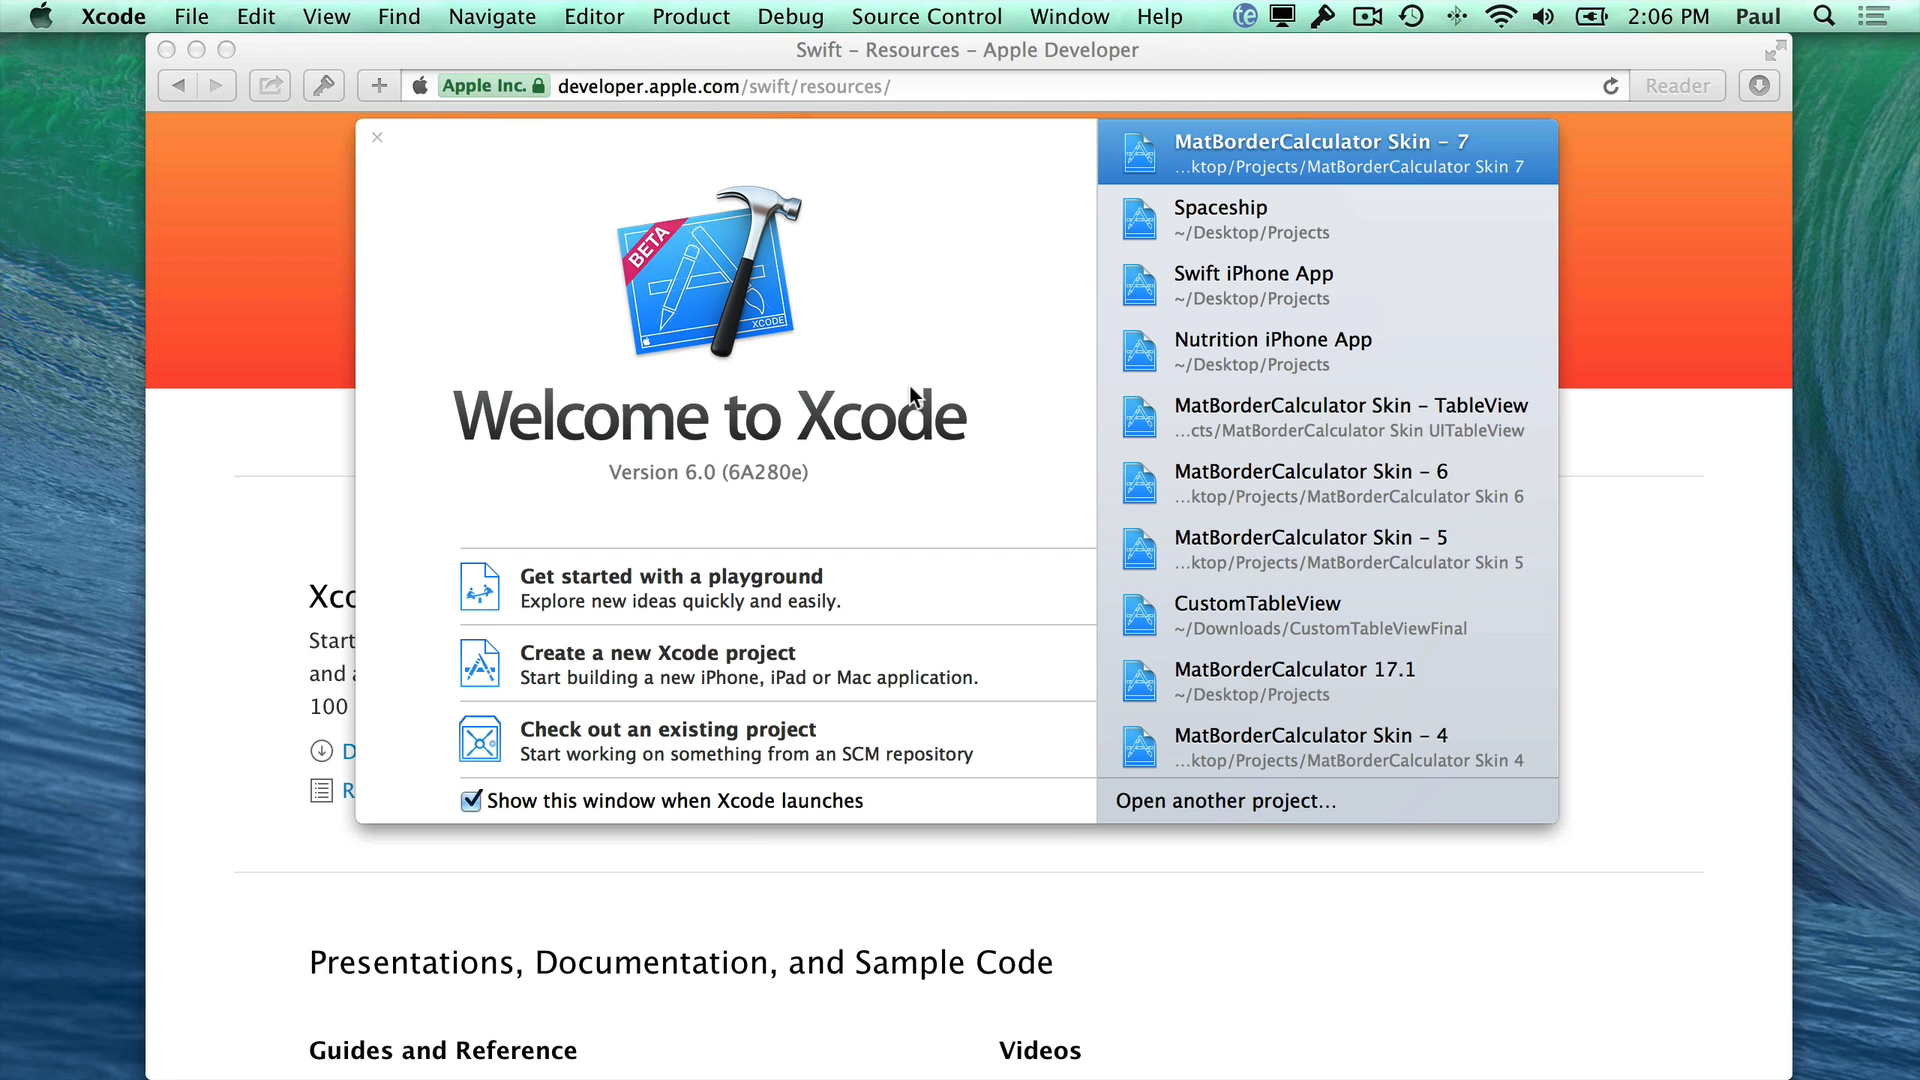 Xcode File Edit View Find Navigate Editor Product Debug Source Control Window Help te 2:06 PM Paul
Swift – Resources – Apple Developer
Apple Inc. developer.apple.com/swift/resources/ Reader
BETA
XCODE
Welcome to Xcode
Version 6.0 (6A280e)
Get started with a playground
Explore new ideas quickly and easily.
Create a new Xcode project
Start building a new iPhone, iPad or Mac application.
Check out an existing project
Start working on something from an SCM repository
Show this window when Xcode launches
MatBorderCalculator Skin – 7
...ktop/Projects/MatBorderCalculator Skin 7
Spaceship
~/Desktop/Projects
Swift iPhone App
~/Desktop/Projects
Nutrition iPhone App
~/Desktop/Projects
MatBorderCalculator Skin – TableView
...cts/MatBorderCalculator Skin UITableView
MatBorderCalculator Skin – 6
...ktop/Projects/MatBorderCalculator Skin 6
MatBorderCalculator Skin – 5
...ktop/Projects/MatBorderCalculator Skin 5
CustomTableView
~/Downloads/CustomTableViewFinal
MatBorderCalculator 17.1
~/Desktop/Projects
MatBorderCalculator Skin – 4
...ktop/Projects/MatBorderCalculator Skin 4
Open another project...
Xco
Start
and a
100
D
R
Presentations, Documentation, and Sample Code
Guides and Reference
Videos